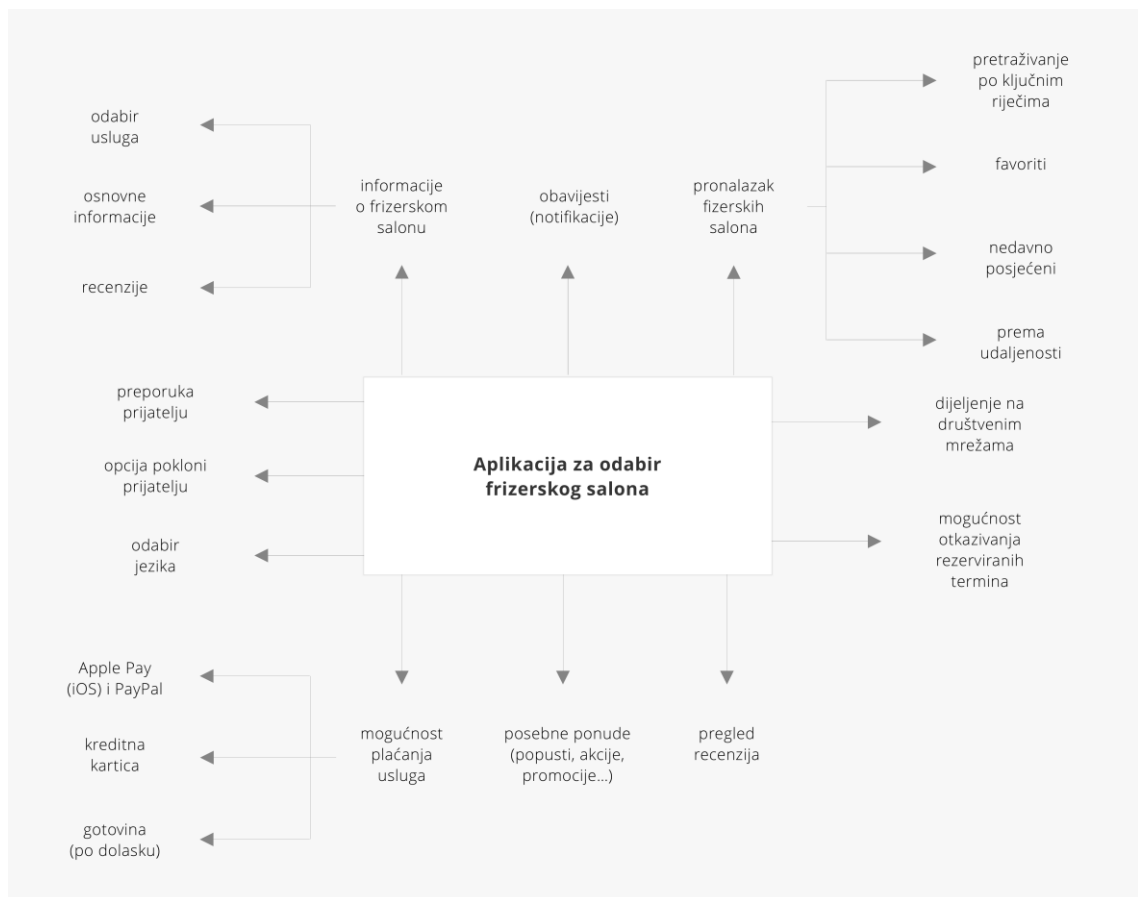 pretraživanje
po ključnim
riječima
odabir
usluga
favoriti
informacije
o frizerskom
salonu
obavijesti
(notifikacije)
pronalazak
fizerskih
salona
osnovne
informacije
nedavno
posjećeni
recenzije
prema
udaljenosti
preporuka
prijatelju
dijeljenje na
društvenim
mrežama
Aplikacija za odabir
frizerskog salona
opcija pokloni
prijatelju
mogućnost
otkazivanja
rezerviranih
termina
odabir
jezika
Apple Pay
(iOS) i PayPal
kreditna
kartica
mogućnost
plaćanja
usluga
posebne ponude
(popusti, akcije,
promocije...)
pregled
recenzija
gotovina
(po dolasku)